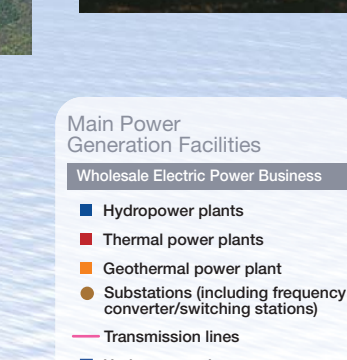 Main Power
Generation Facilities
Wholesale Electric Power Business
Hydropower plants
Thermal power plants
Geothermal power plant
Substations (including frequency
converter/switching stations)
Transmission lines